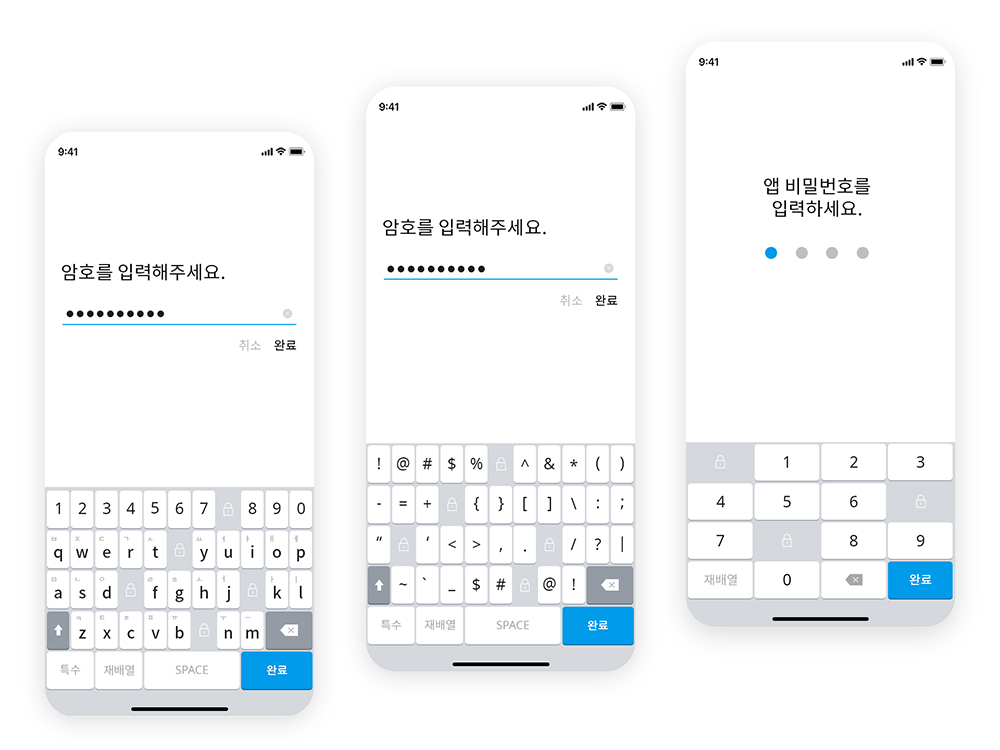 9:41
암호를 입력해주세요.
●●●●●●●●●●
취소 완료
1 2 3 4 5 6 7 8 9 0
ㅂ ㅈ ㄷ ㄱ ㅅ ㅛ ㅕ ㅑ ㅐ ㅔ
q w e r t y u i o p
ㅁ ㄴ ㅇ ㄹ ㅎ ㅗ ㅓ ㅏ ㅣ
a s d f g h j k l
ㅋ ㅌ ㅊ ㅍ ㅠ ㅜ ㅡ
z x c v b n m
특수 재배열 SPACE 완료
9:41
암호를 입력해주세요.
●●●●●●●●●●
취소 완료
! @ # $ % ^ & * ( )
- = + { } [ ] \ : ;
“ ‘ < > , . / ? |
~ ` _ $ # @ !
특수 재배열 SPACE 완료
9:41
앱 비밀번호를
입력하세요.
1 2 3
4 5 6
7 8 9
재배열 0 완료